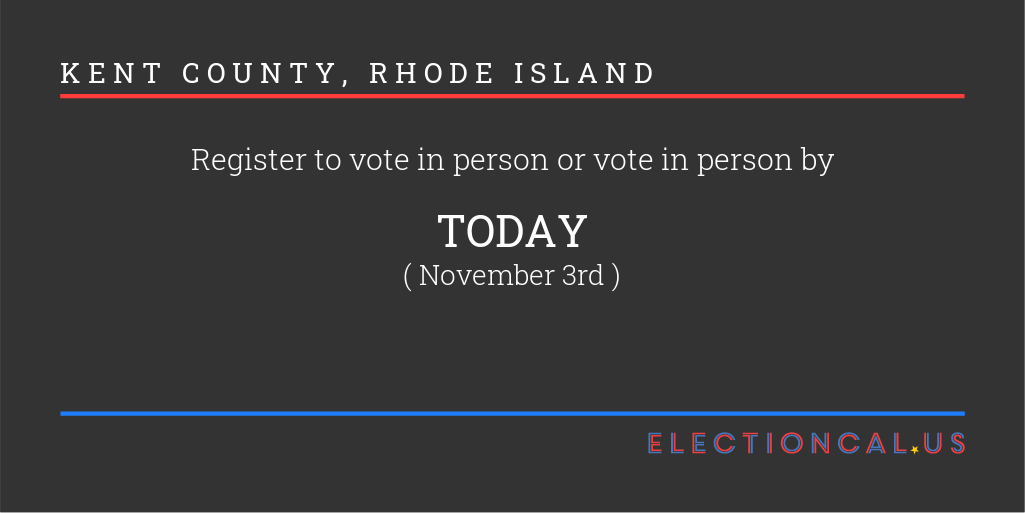 KENT COUNTY, RHODE ISLAND
Register to vote in person or vote in person by
TODAY
( November 3rd )
ELECTIONCAL.US